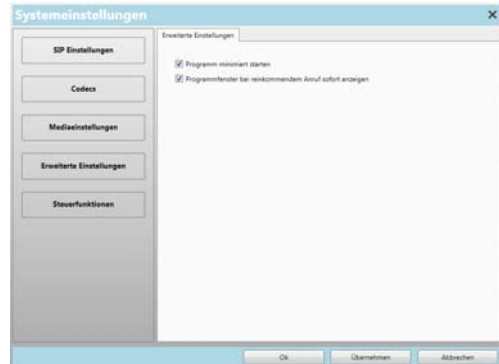 Systemeinstellungen
SIP Einstellungen
Codecs
Mediaeinstellungen
Erweiterte Einstellungen
Steuerfunktionen
Erweiterte Einstellungen
Programm minimiert starten
Programmfenster bei reinkommendem Anruf sofort anzeigen
Ok Übernehmen Abbrechen